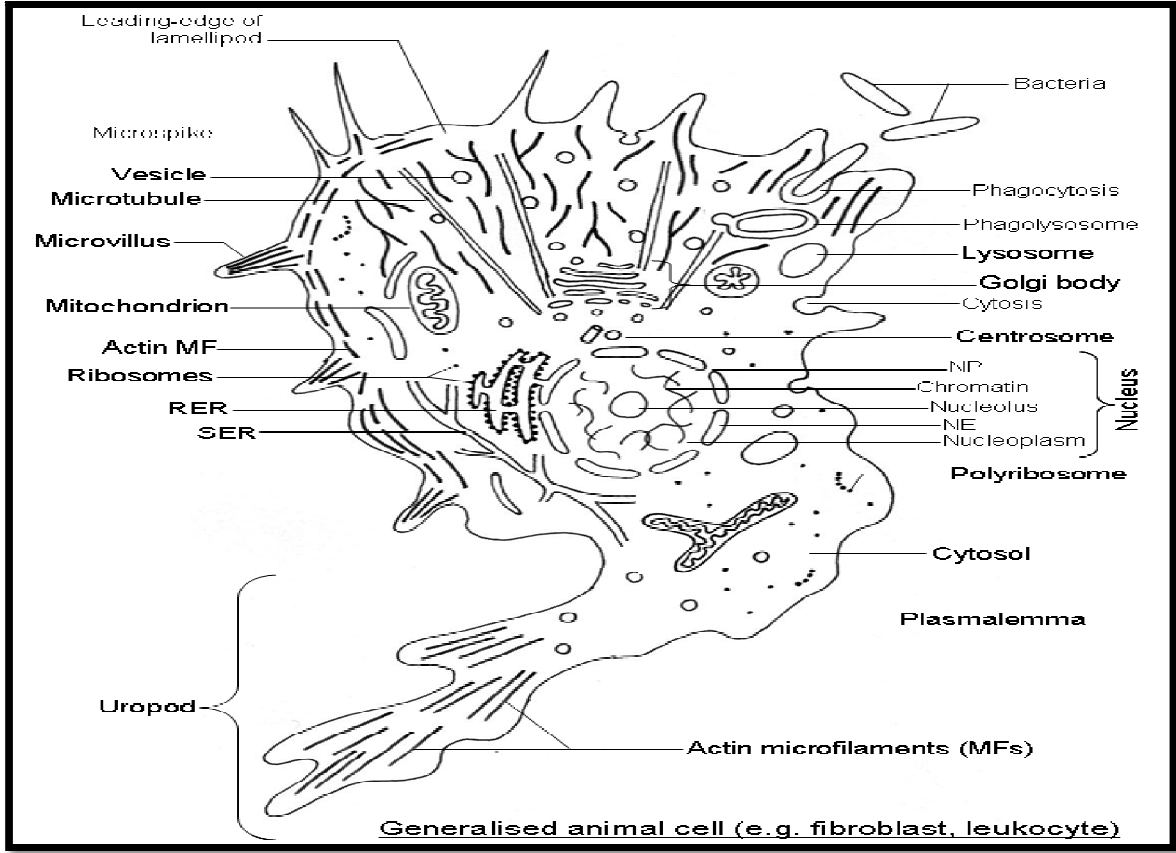 Leading-edge of
lamellipod
Microspike
Vesicle
Microtubule
Microvillus
Mitochondrion
Actin MF
Ribosomes
RER
SER
Uropod
Bacteria
Phagocytosis
Phagolysosome
Lysosome
Golgi body
Cytosis
Centrosome
NP
Chromatin
Nucleolus
NE
Nucleoplasm
Nucleus
Polyribosome
Cytosol
Plasmalemma
Actin microfilaments (MFs)
Generalised animal cell (e.g. fibroblast, leukocyte)